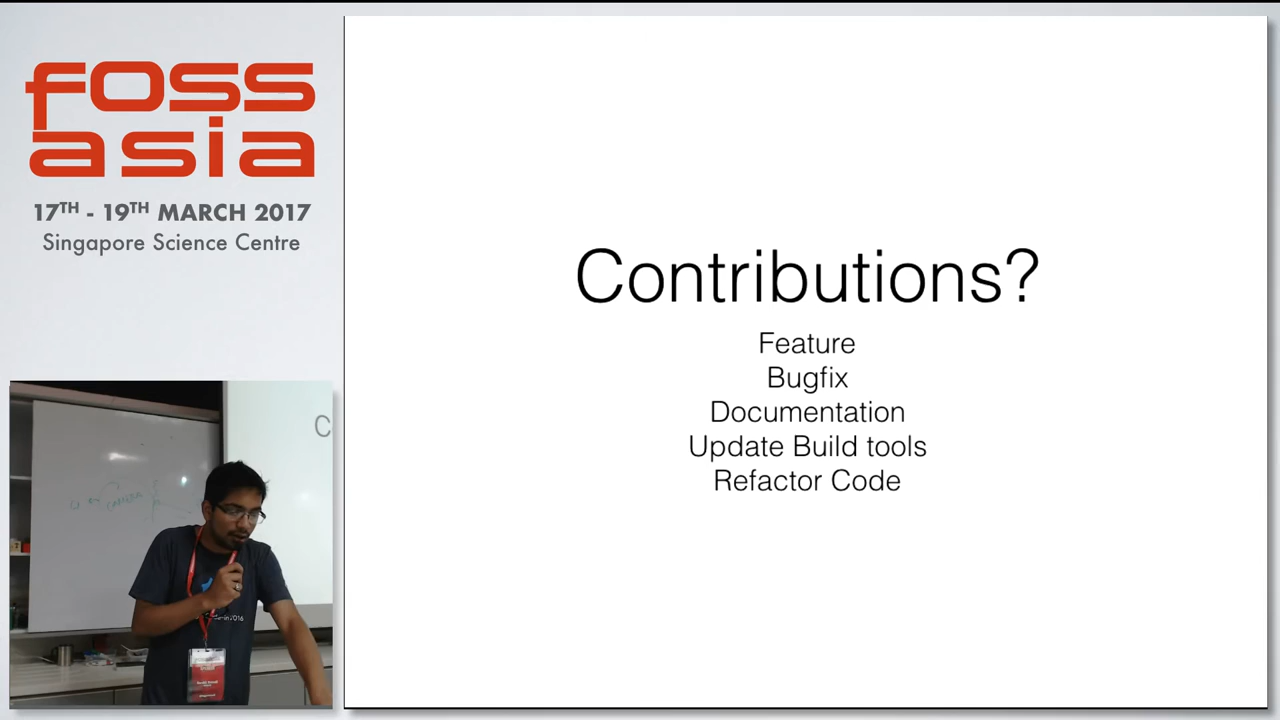 foss
asia
17TH - 19TH MARCH 2017
Singapore Science Centre
Contributions?
Feature
Bugfix
Documentation
Update Build tools
Refactor Code
C